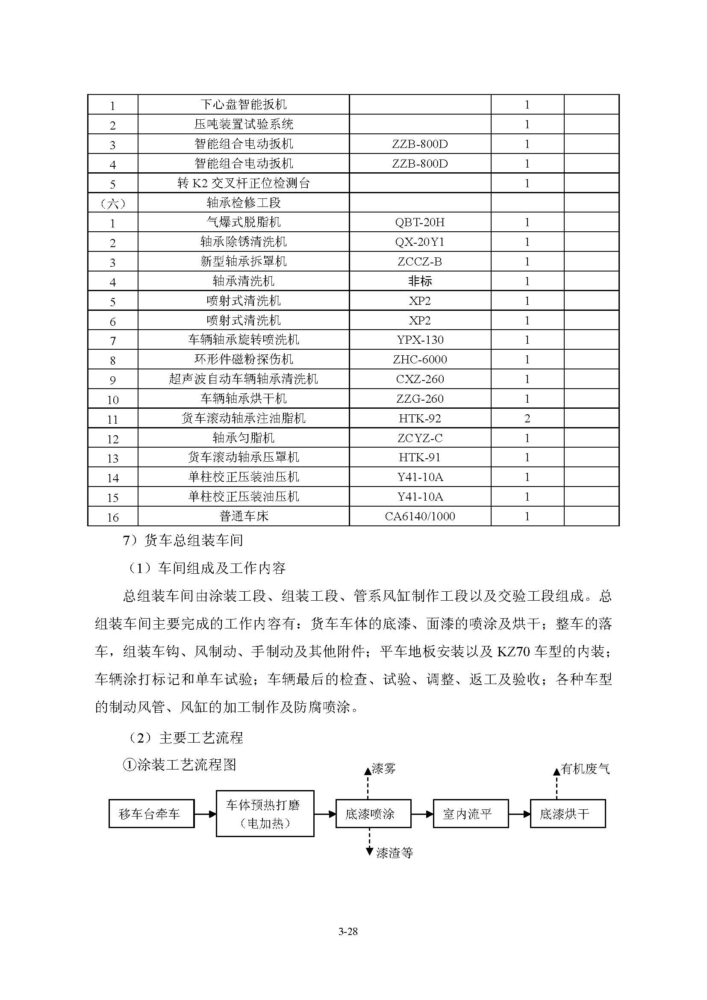 1 下心盘智能扳机 1
2 压吨装置试验系统 1
3 智能组合电动扳机 ZZB-800D 1
4 智能组合电动扳机 ZZB-800D 1
5 转 K2 交叉杆正位检测台 1
（六） 轴承检修工段
1 气爆式脱脂机 QBT-20H 1
2 轴承除锈清洗机 QX-20Y1 1
3 新型轴承拆罩机 ZCCZ-B 1
4 轴承清洗机 非标 1
5 喷射式清洗机 XP2 1
6 喷射式清洗机 XP2 1
7 车辆轴承旋转喷洗机 YPX-130 1
8 环形件磁粉探伤机 ZHC-6000 1
9 超声波自动车辆轴承清洗机 CXZ-260 1
10 车辆轴承烘干机 ZZG-260 1
11 货车滚动轴承注油脂机 HTK-92 2
12 轴承匀脂机 ZCYZ-C 1
13 货车滚动轴承压罩机 HTK-91 1
14 单柱校正压装油压机 Y41-10A 1
15 单柱校正压装油压机 Y41-10A 1
16 普通车床 CA6140/1000 1
7）货车总组装车间
（1）车间组成及工作内容
总组装车间由涂装工段、组装工段、管系风缸制作工段以及交验工段组成。总
组装车间主要完成的工作内容有：货车车体的底漆、面漆的喷涂及烘干；整车的落
车，组装车钩、风制动、手制动及其他附件；平车地板安装以及 KZ70 车型的内装；
车辆涂打标记和单车试验；车辆最后的检查、试验、调整、返工及验收；各种车型
的制动风管、风缸的加工制作及防腐喷涂。
（2）主要工艺流程
①涂装工艺流程图
漆雾
有机废气
移车台牵车
车体预热打磨
（电加热）
底漆喷涂
室内流平
底漆烘干
漆渣等
3-28